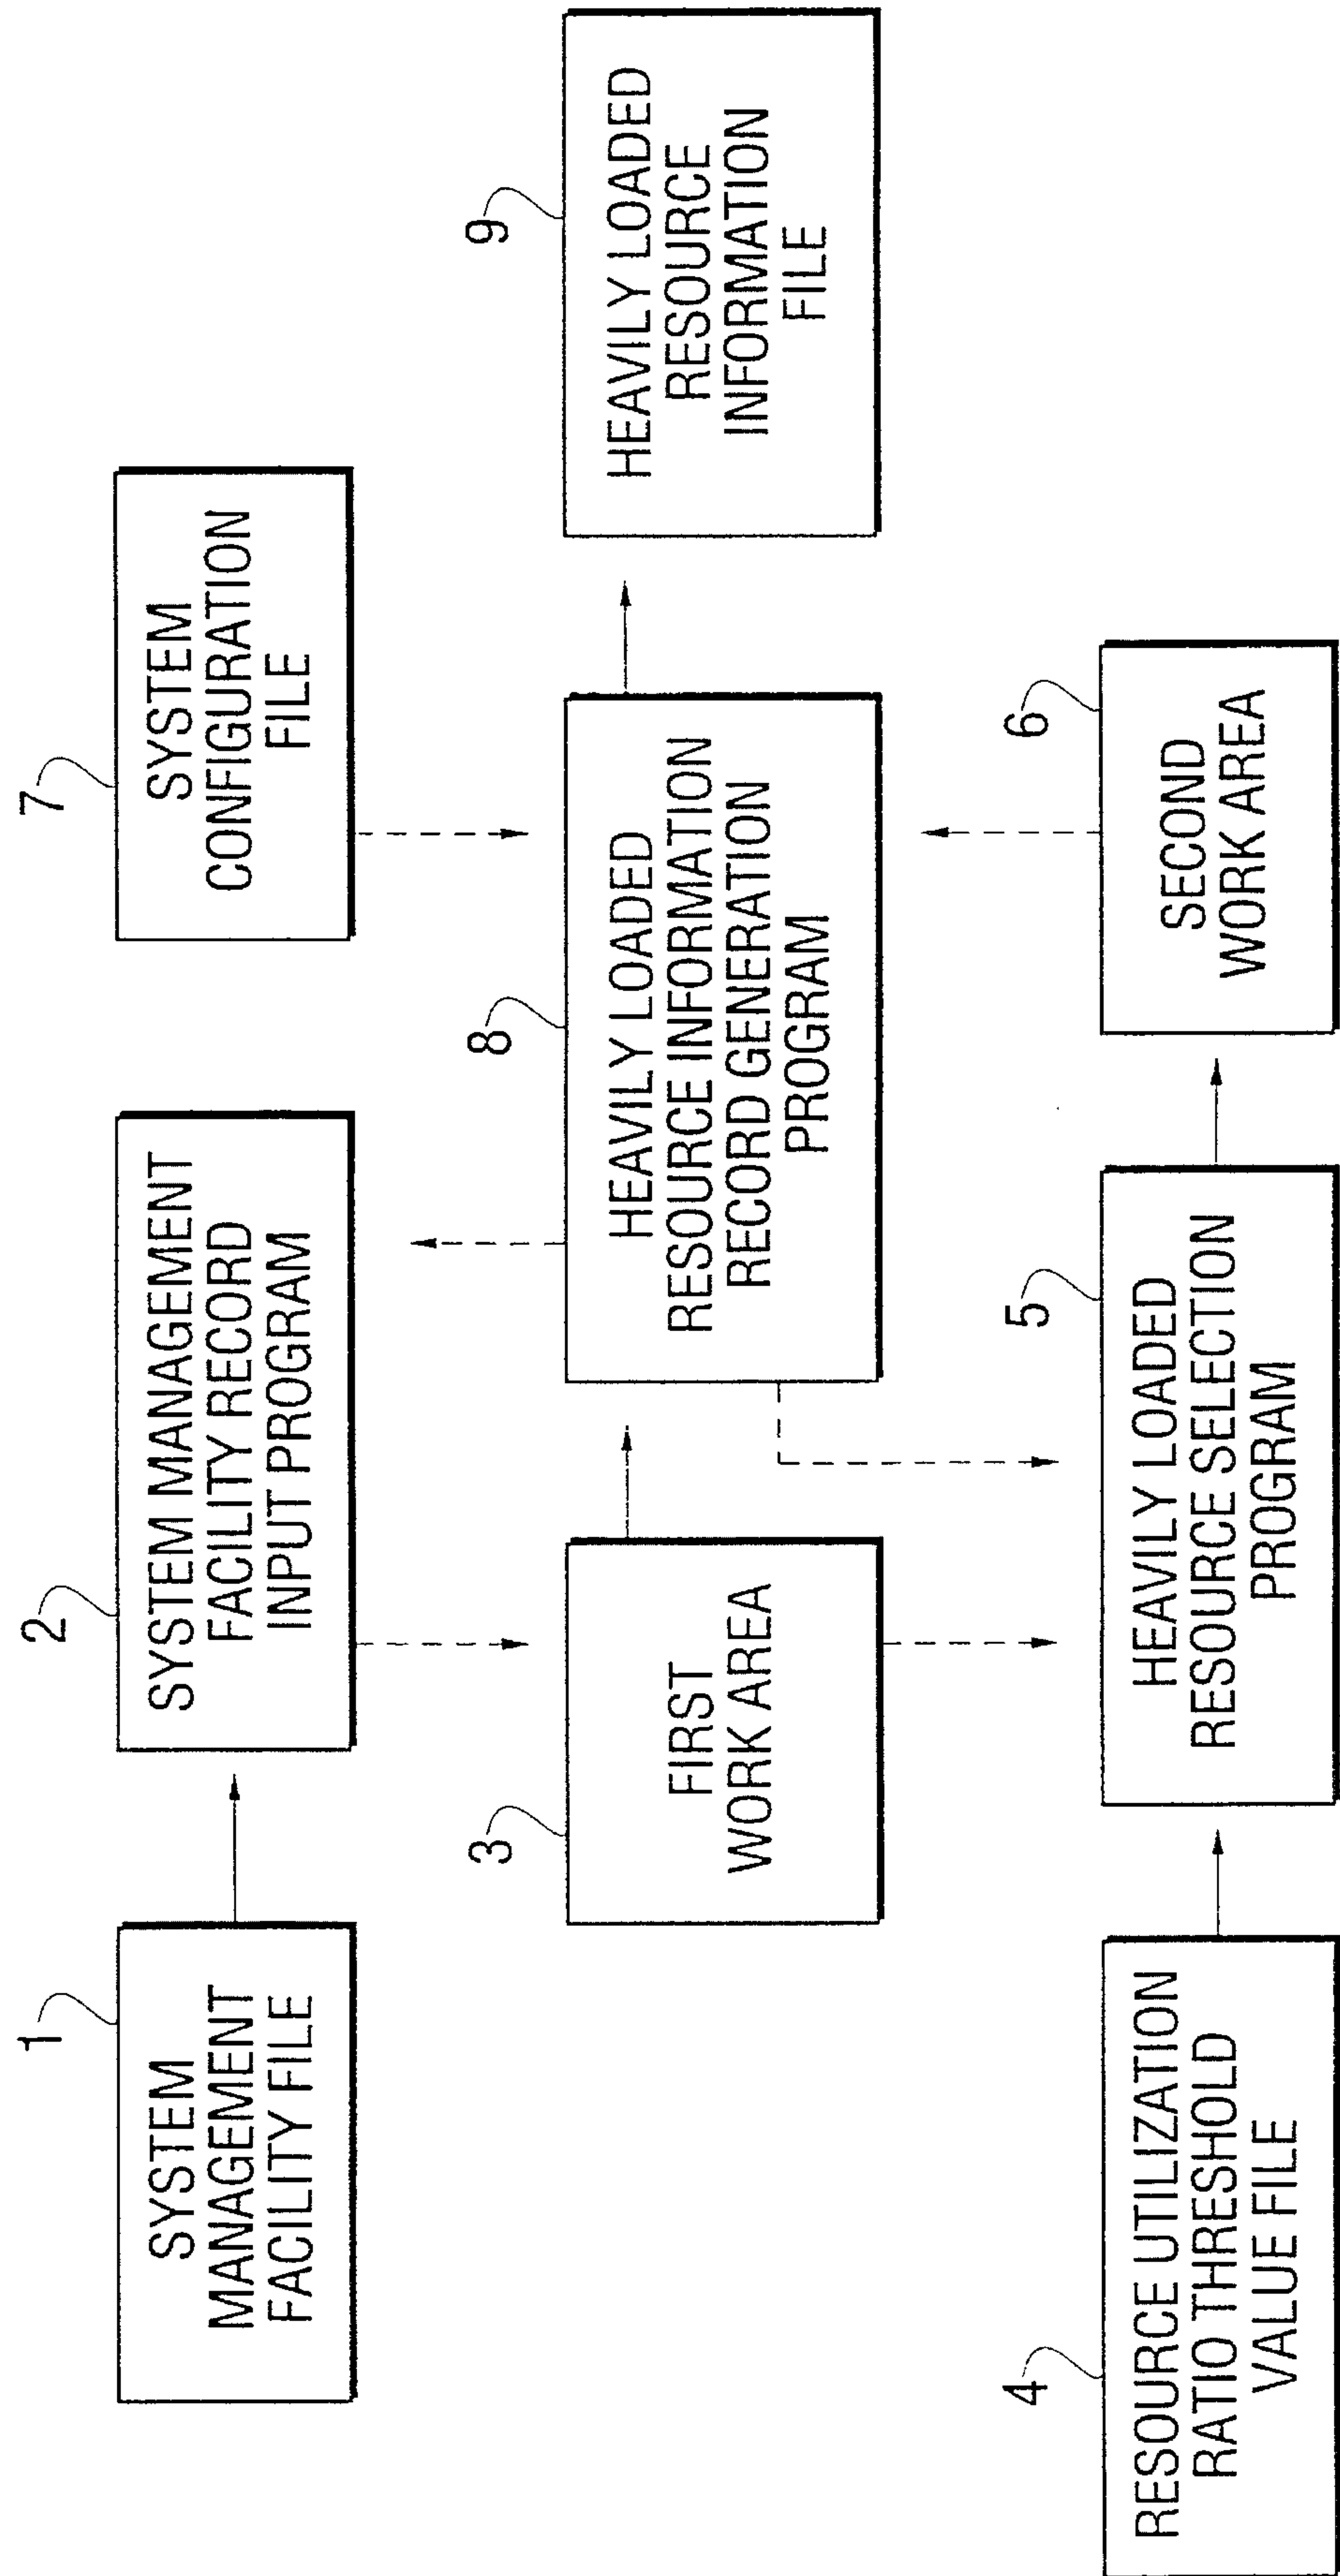 1
SYSTEM
MANAGEMENT
FACILITY FILE
2
SYSTEM MANAGEMENT
FACILITY RECORD
INPUT PROGRAM
7
SYSTEM
CONFIGURATION
FILE
3
FIRST
WORK AREA
8
HEAVILY LOADED
RESOURCE INFORMATION
RECORD GENERATION
PROGRAM
9
HEAVILY LOADED
RESOURCE
INFORMATION
FILE
4
RESOURCE UTILIZATION
RATIO THRESHOLD
VALUE FILE
5
HEAVILY LOADED
RESOURCE SELECTION
PROGRAM
6
SECOND
WORK AREA